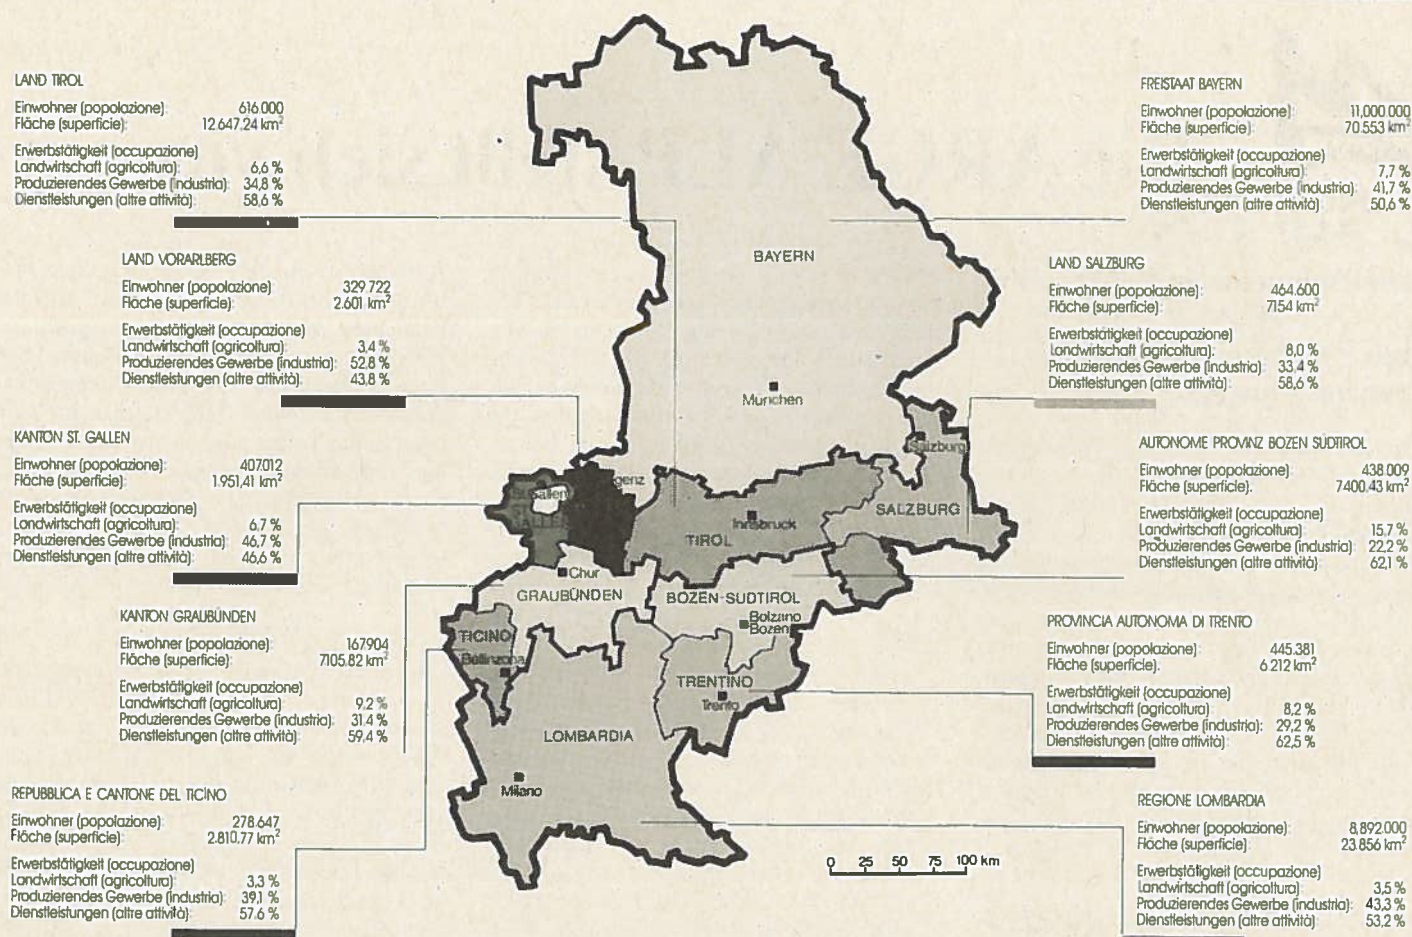 LAND TIROL
Einwohner (popolazione): 616.000
Fläche (superficie): 12.647,24 km²
Erwerbstätigkeit (occupazione)
Landwirtschaft (agricoltura): 6,6 %
Produzierendes Gewerbe (industria): 34,8 %
Dienstleistungen (altre attività): 58,6 %
LAND VORARLBERG
Einwohner (popolazione): 329.722
Fläche (superficie): 2.601 km²
Erwerbstätigkeit (occupazione)
Landwirtschaft (agricoltura): 3,4 %
Produzierendes Gewerbe (industria): 52,8 %
Dienstleistungen (altre attività): 43,8 %
KANTON ST. GALLEN
Einwohner (popolazione): 407.012
Fläche (superficie): 1.951,41 km²
Erwerbstätigkeit (occupazione)
Landwirtschaft (agricoltura): 6,7 %
Produzierendes Gewerbe (industria): 46,7 %
Dienstleistungen (altre attività): 46,6 %
KANTON GRAUBÜNDEN
Einwohner (popolazione): 167904
Fläche (superficie): 7105.82 km²
Erwerbstätigkeit (occupazione)
Landwirtschaft (agricoltura) 9,2 %
Produzierendes Gewerbe (industria): 31,4 %
Dienstleistungen (altre attività): 59,4 %
REPUBBLICA E CANTONE DEL TICINO
Einwohner (popolazione): 278.647
Fläche (superficie): 2.810,77 km²
Erwerbstätigkeit (occupazione)
Landwirtschaft (agricoltura): 3,3 %
Produzierendes Gewerbe (industria): 39,1 %
Dienstleistungen (altre attività): 57,6 %
BAYERN
München
Salzburg
SALZBURG
genz
St. Gallen
ST.
GALLEN
Innsbruck
TIROL
Chur
GRAUBÜNDEN
BOZEN-SÜDTIROL
Bolzano
Bozen
TICINO
Bellinzona
TRENTINO
Trento
LOMBARDIA
Milano
0 25 50 75 100 km
FREISTAAT BAYERN
Einwohner (popolazione): 11,000.000
Fläche (superficie): 70.553 km²
Erwerbstätigkeit (occupazione)
Landwirtschaft (agricoltura): 7,7 %
Produzierendes Gewerbe (industria): 41,7 %
Dienstleistungen (altre attività): 50,6 %
LAND SALZBURG
Einwohner (popolazione): 464.600
Fläche (superficie): 7154 km²
Erwerbstätigkeit (occupazione)
Landwirtschaft (agricoltura): 8,0 %
Produzierendes Gewerbe (industria): 33,4 %
Dienstleistungen (altre attività): 58,6 %
AUTONOME PROVINZ BOZEN SÜDTIROL
Einwohner (popolazione): 438.009
Fläche (superficie). 7400,43 km²
Erwerbstätigkeit (occupazione)
Landwirtschaft (agricoltura): 15,7 %
Produzierendes Gewerbe (industria) 22,2 %
Dienstleistungen (altre attività): 62,1 %
PROVINCIA AUTONOMA DI TRENTO
Einwohner (popolazione): 445.381
Fläche (superficie). 6.212 km²
Erwerbstätigkeit (occupazione)
Landwirtschaft (agricoltura): 8,2 %
Produzierendes Gewerbe (industria): 29,2 %
Dienstleistungen (altre attività): 62,5 %
REGIONE LOMBARDIA
Einwohner (popolazione): 8,892.000
Fläche (superficie) 23.856 km²
Erwerbstätigkeit (occupazione)
Landwirtschaft (agricoltura): 3,5 %
Produzierendes Gewerbe (industria): 43,3 %
Dienstleistungen (altre attività): 53,2 %